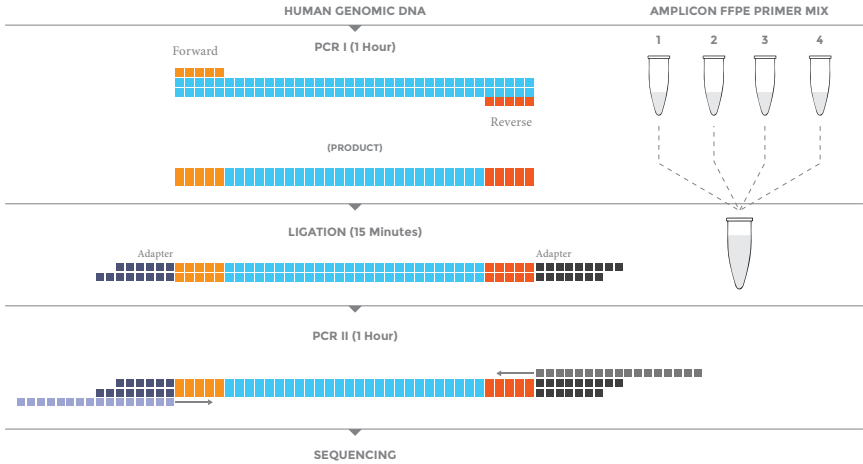 HUMAN GENOMIC DNA
AMPLICON FFPE PRIMER MIX
PCR I (1 Hour)
1 2 3 4
Forward
Reverse
(PRODUCT)
LIGATION (15 Minutes)
Adapter
Adapter
PCR II (1 Hour)
SEQUENCING